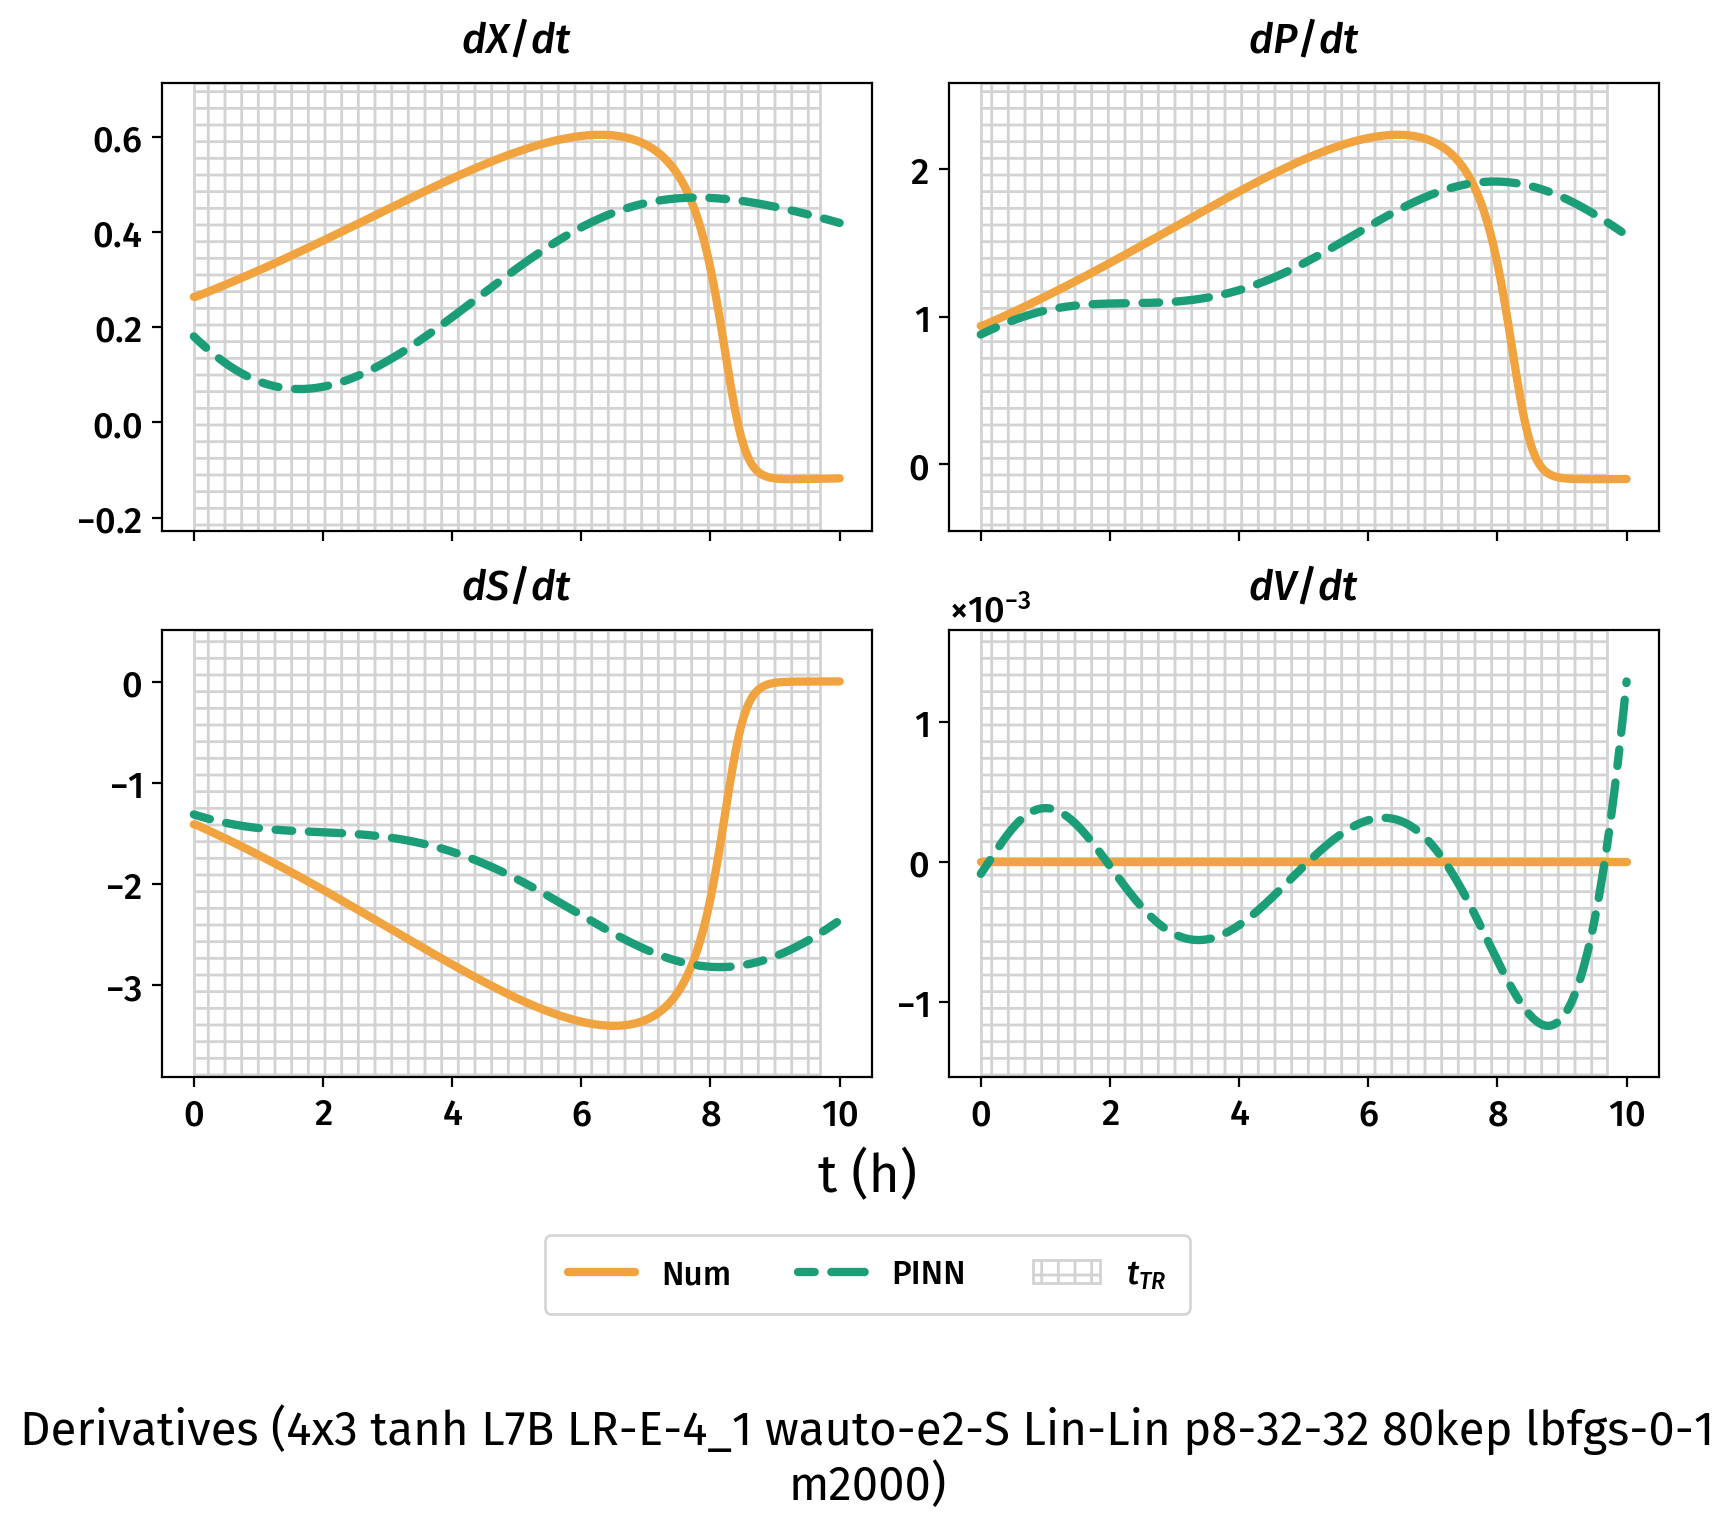 dX/dt
dP/dt
0.6
0.4
0.2
0.0
−0.2
2
1
0
dS/dt
dV/dt
×10⁻³
0
−1
−2
−3
1
0
−1
0 2 4 6 8 10
0 2 4 6 8 10
t (h)
Num PINN t_TR
Derivatives (4x3 tanh L7B LR-E-4_1 wauto-e2-S Lin-Lin p8-32-32 80kep lbfgs-0-1
m2000)